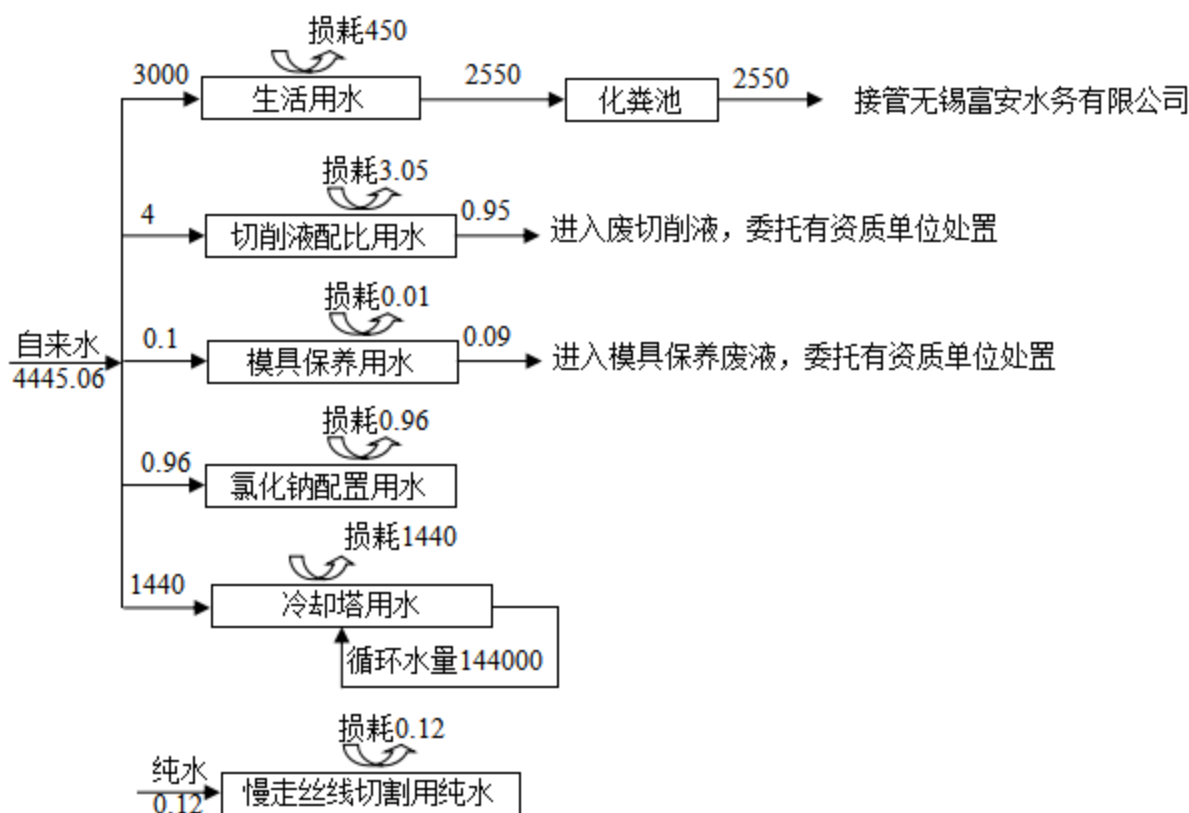 损耗450
3000
生活用水
2550
化粪池
2550
接管无锡富安水务有限公司
损耗3.05
4
切削液配比用水
0.95
进入废切削液，委托有资质单位处置
损耗0.01
自来水
4445.06
0.1
模具保养用水
0.09
进入模具保养废液，委托有资质单位处置
损耗0.96
0.96
氯化钠配置用水
损耗1440
1440
冷却塔用水
循环水量144000
损耗0.12
纯水
0.12
慢走丝线切割用纯水